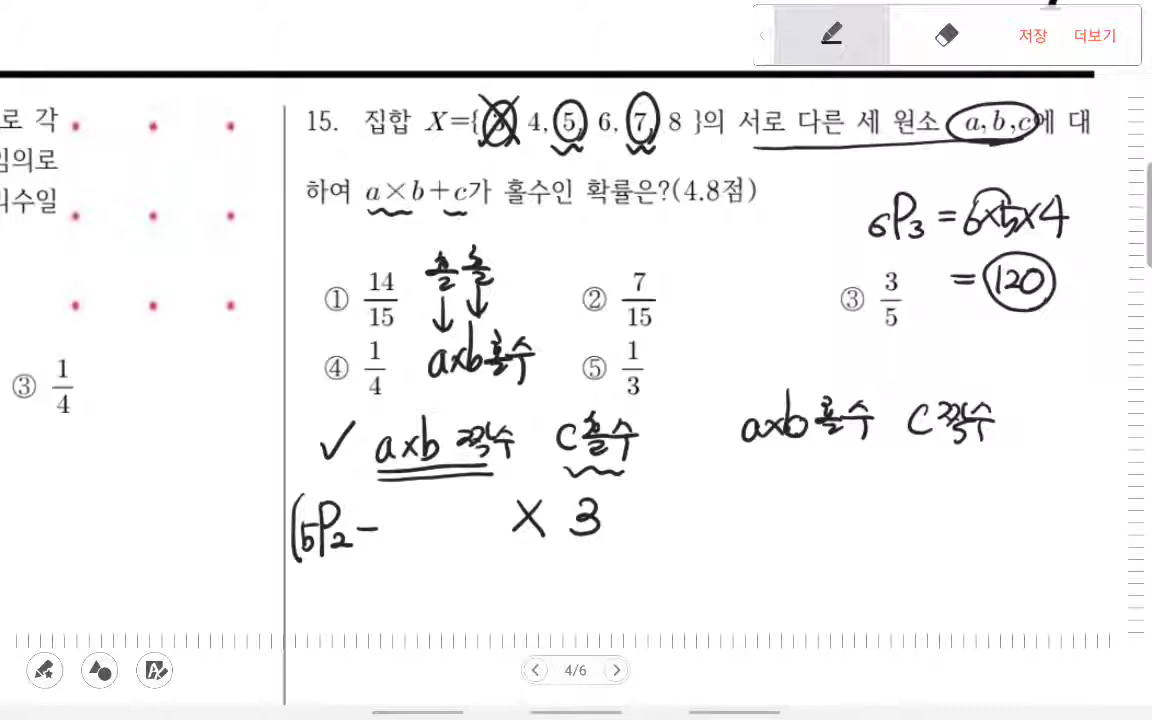 저장 더보기
로 각
임의로
리수일
③ 1/4
15. 집합 X={ 3, 4, 5, 6, 7, 8 }의 서로 다른 세 원소 a, b, c에 대
하여 a×b+c가 홀수인 확률은?(4.8점)
① 14/15 ② 7/15 ③ 3/5
④ 1/4 ⑤ 1/3
₆P₃ = 6×5×4
= 120
홀 홀
↓ ↓
a×b 홀수
✓ a×b 짝수 c 홀수
(₅P₂ - × 3
a×b 홀수 c 짝수
4/6